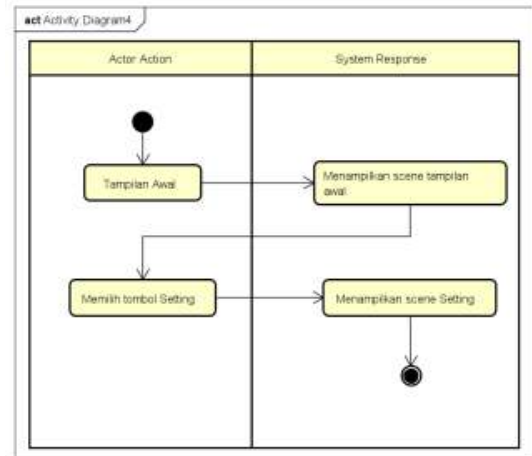 act Activity Diagram4
Actor Action
System Response
Tampilan Awal
Menampilkan scene tampilan
awal
Memilih tombol Setting
Menampilkan scene Setting